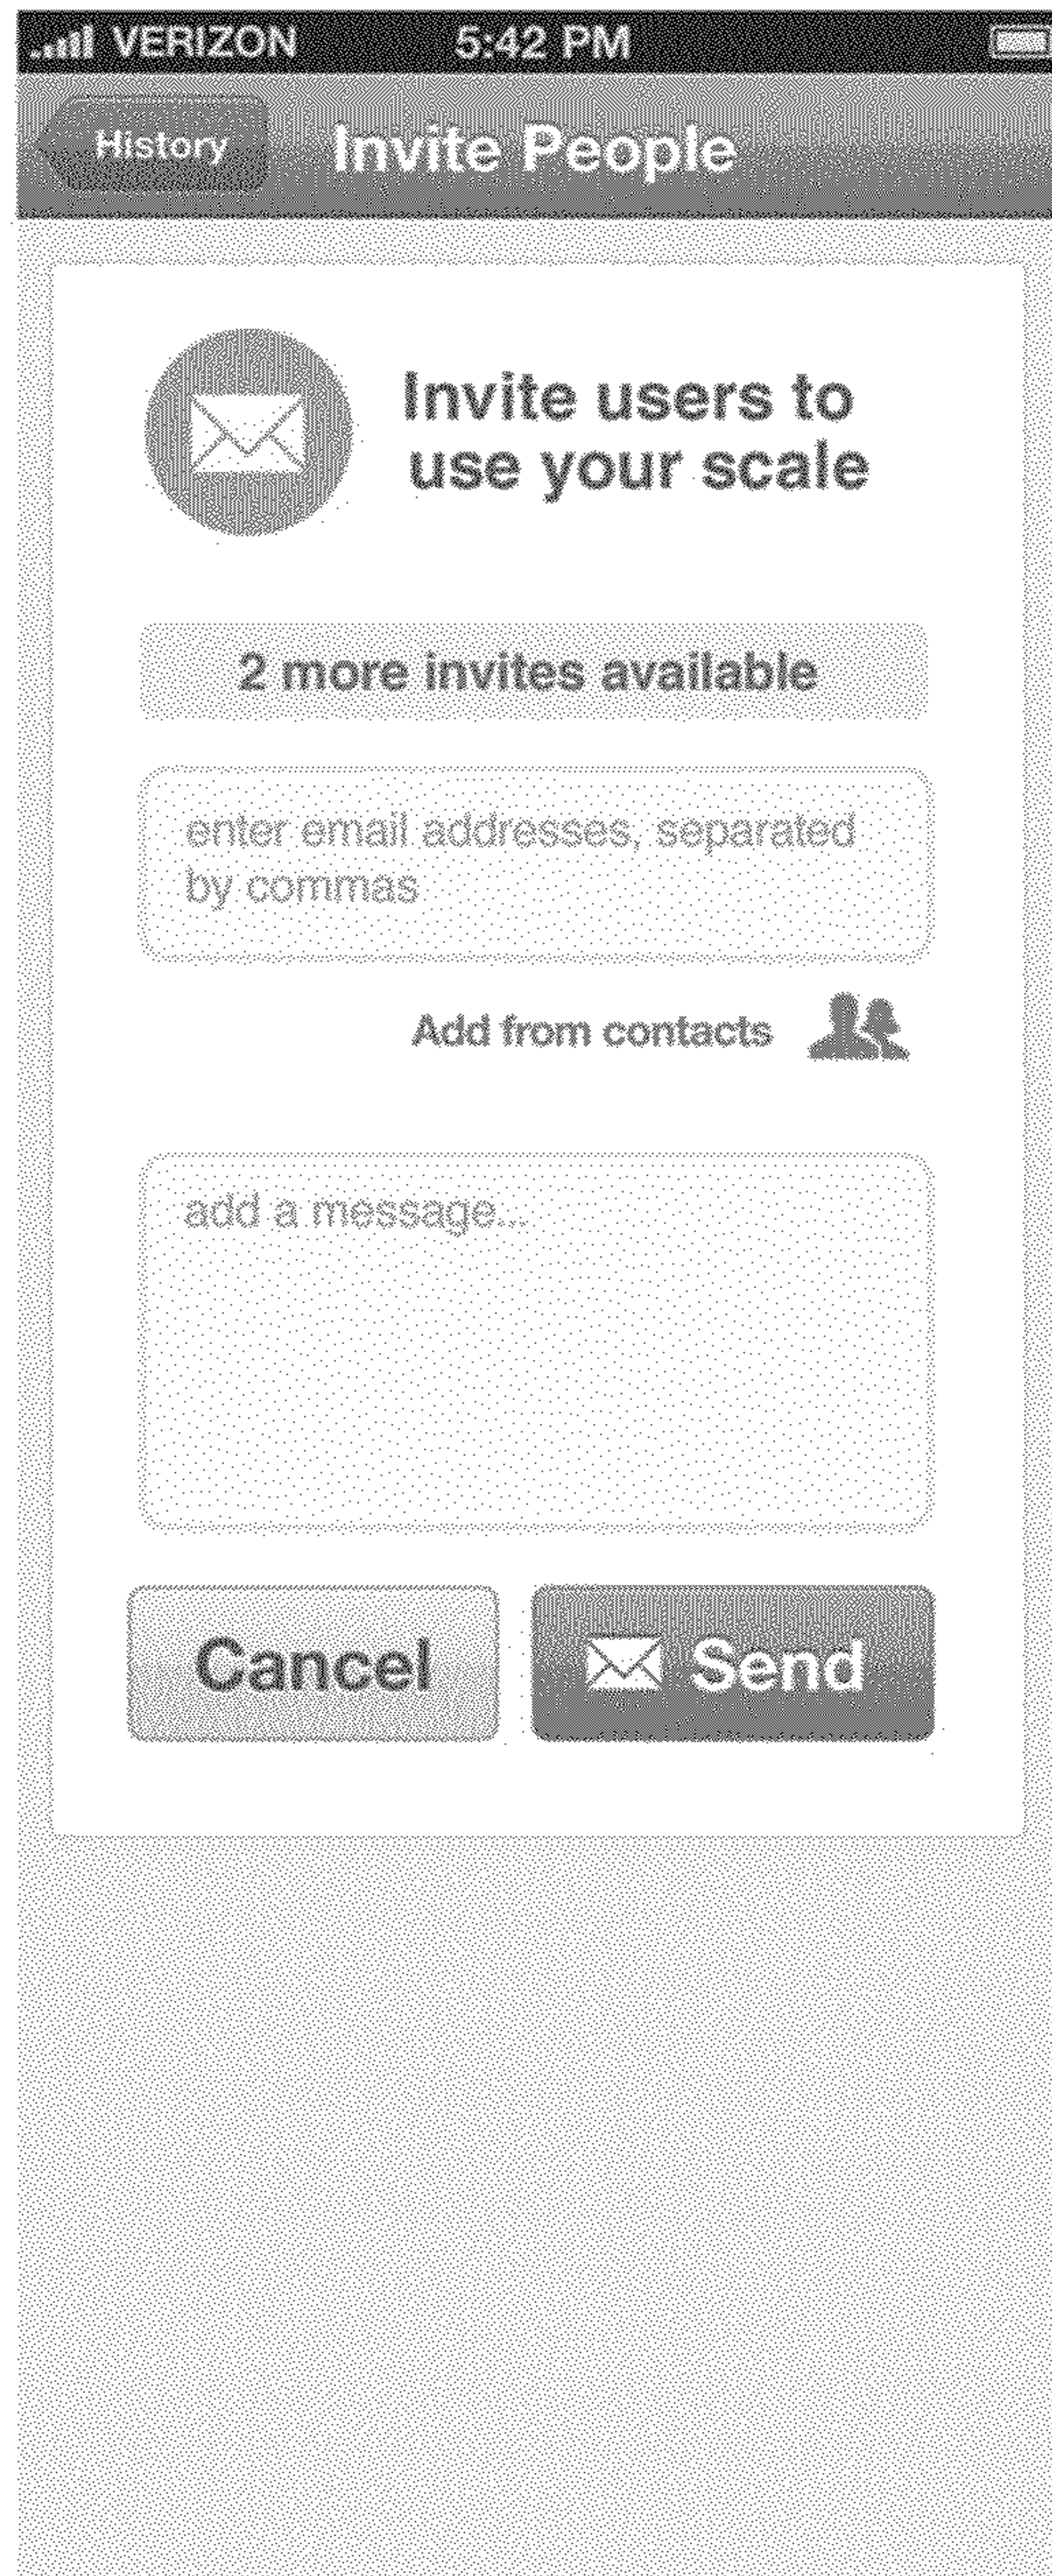 VERIZON 5:42 PM
History Invite People
Invite users to
use your scale
2 more invites available
enter email addresses, separated
by commas
Add from contacts
add a message...
Cancel Send